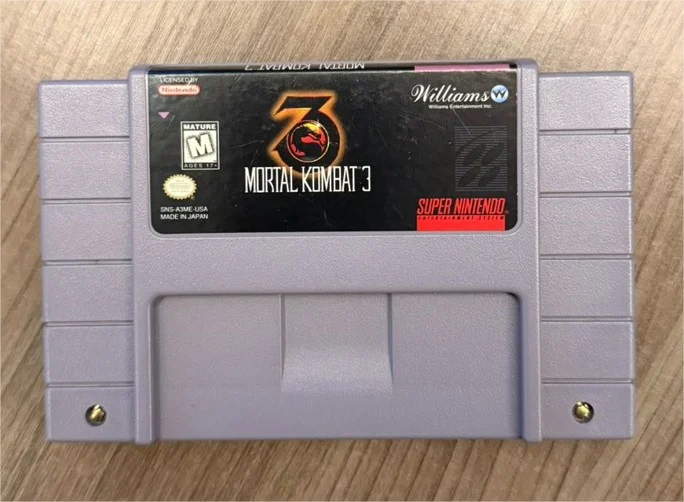 MORTAL KOMBAT 3
LICENSED BY
Nintendo
Williams W
Williams Entertainment Inc.
3
MATURE
M
AGES 17+
MORTAL KOMBAT 3
SNS-A3ME-USA
MADE IN JAPAN
SUPER NINTENDO
ENTERTAINMENT SYSTEM